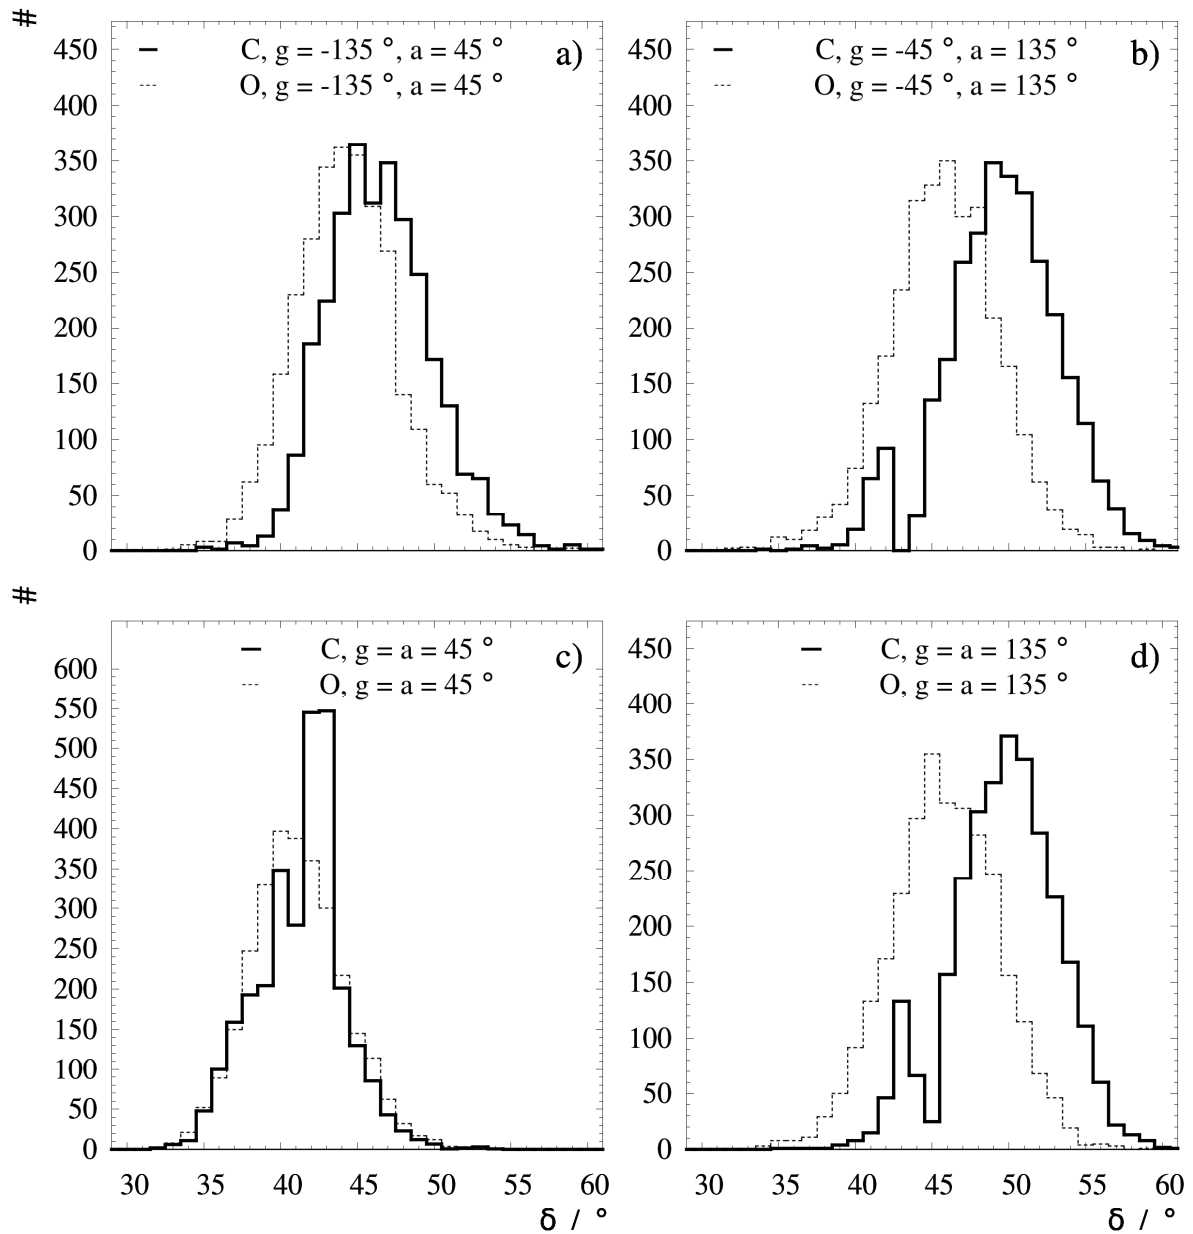 #
450
400
350
300
250
200
150
100
50
0
C, g = -135 °, a = 45 °
O, g = -135 °, a = 45 °
a)
450
400
350
300
250
200
150
100
50
0
C, g = -45 °, a = 135 °
O, g = -45 °, a = 135 °
b)
#
600
550
500
450
400
350
300
250
200
150
100
50
0
C, g = a = 45 °
O, g = a = 45 °
c)
30 35 40 45 50 55 60
δ / °
450
400
350
300
250
200
150
100
50
0
C, g = a = 135 °
O, g = a = 135 °
d)
30 35 40 45 50 55 60
δ / °